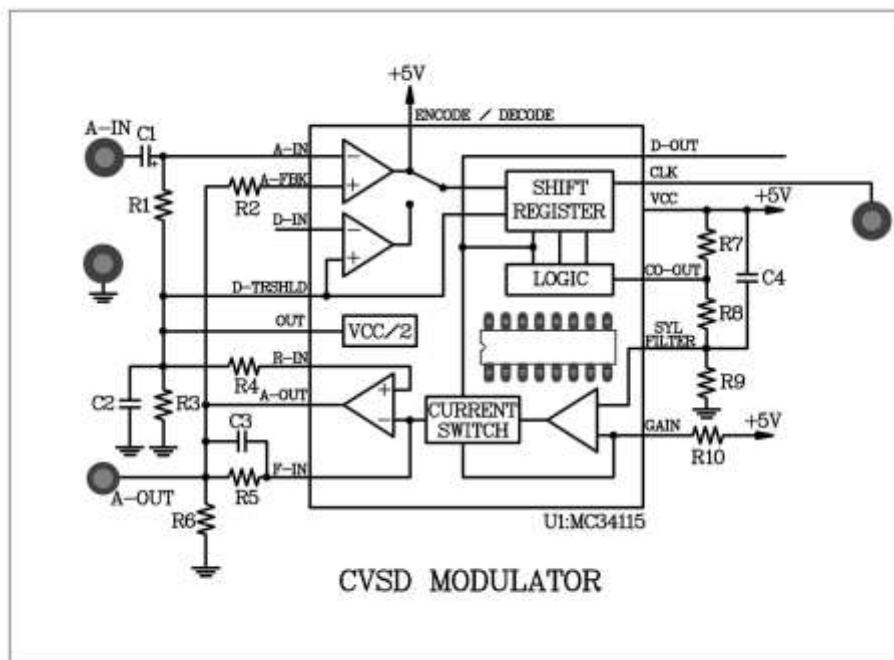 +5V
ENCODE / DECODE
A-IN
C1
A-IN
D-OUT
CLK
A-FBK
SHIFT
REGISTER
VCC
+5V
R1
R2
D-IN
R7
LOGIC
CO-OUT
C4
D-TRSHLD
OUT
VCC/2
R8
SYL
FILTER
R-IN
R4
C2
R3
A-OUT
CURRENT
SWITCH
R9
C3
GAIN
+5V
R10
F-IN
R5
A-OUT
R6
U1:MC34115
CVSD MODULATOR